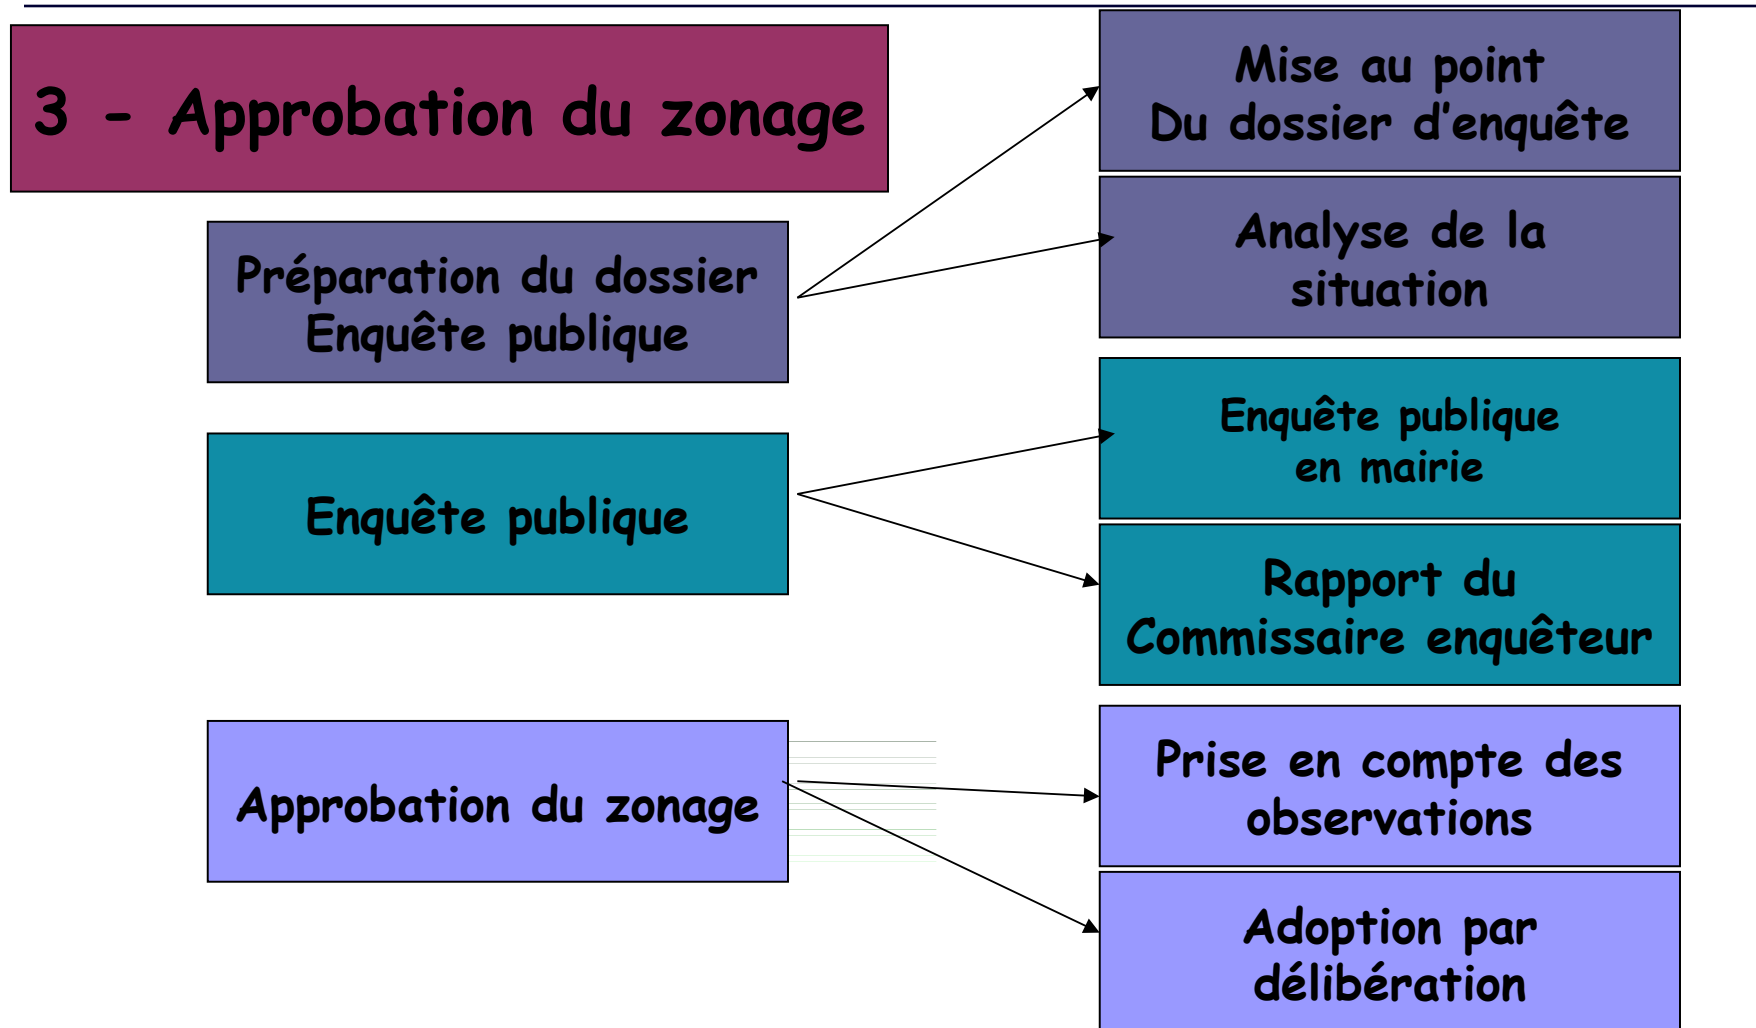 3 - Approbation du zonage
Préparation du dossier
Enquête publique
Mise au point
Du dossier d'enquête
Analyse de la
situation
Enquête publique
Enquête publique
en mairie
Rapport du
Commissaire enquêteur
Approbation du zonage
Prise en compte des
observations
Adoption par
délibération